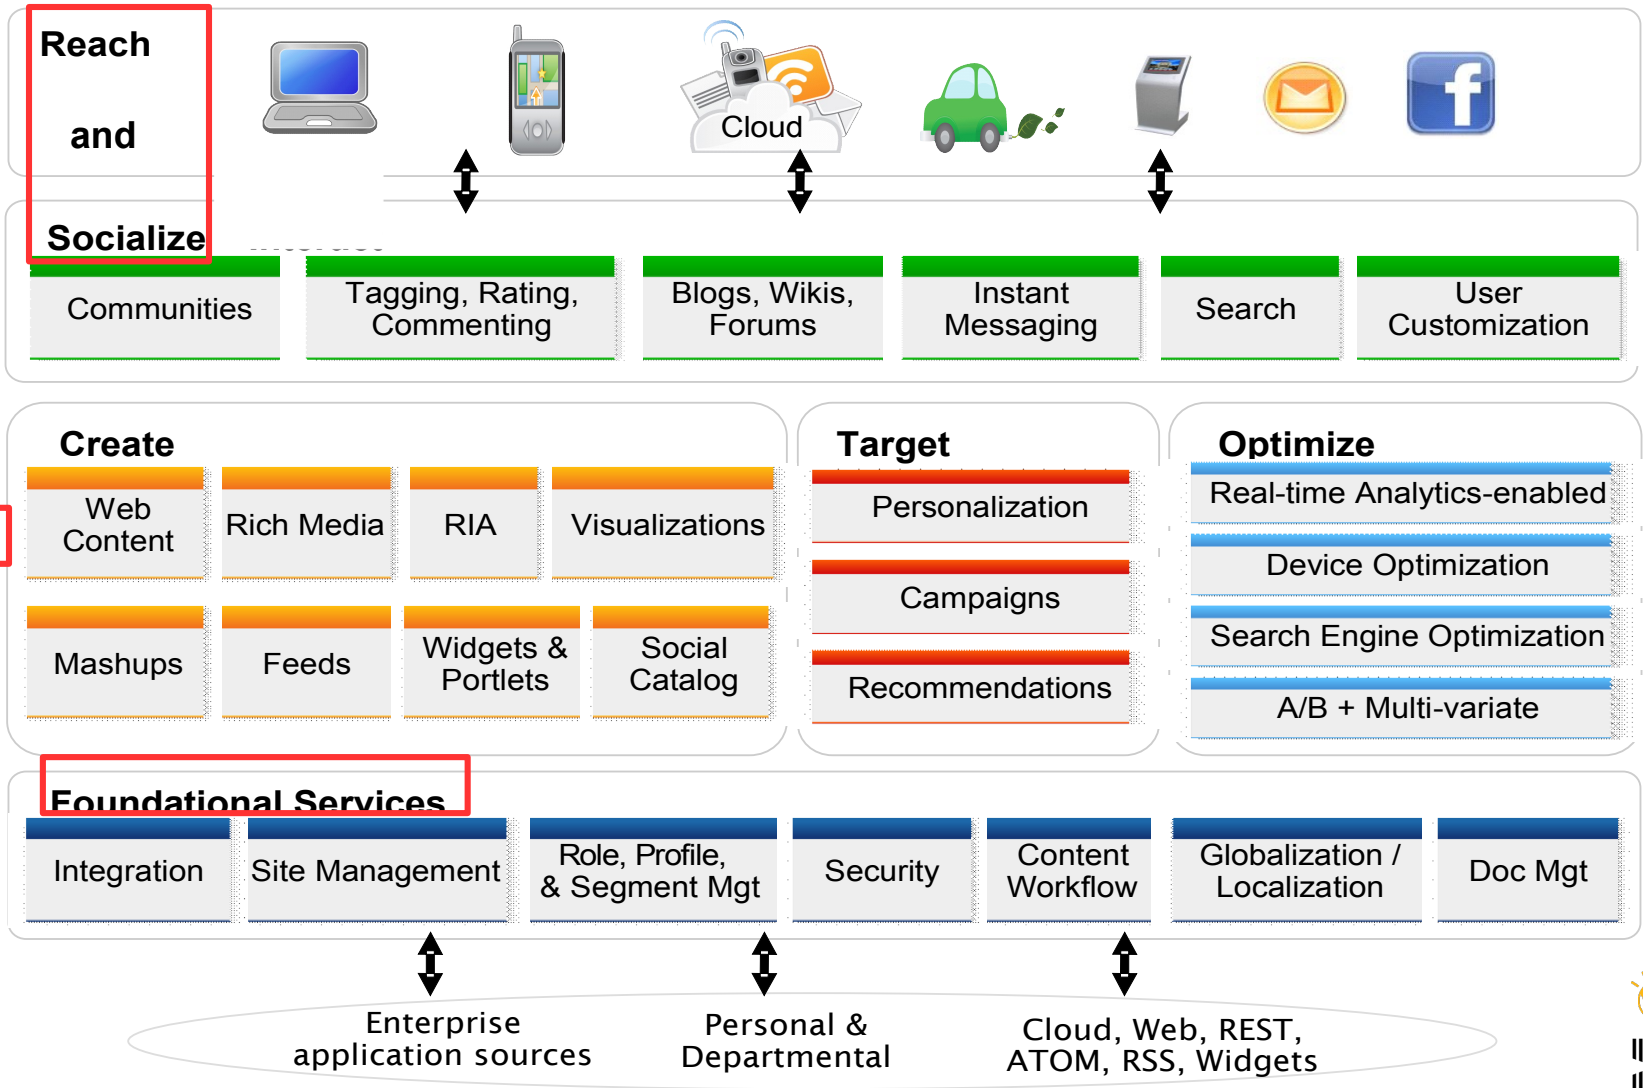 Reach
and
Cloud
f
Socialize
Communities
Tagging, Rating,
Commenting
Blogs, Wikis,
Forums
Instant
Messaging
Search
User
Customization
Create
Web
Content
Rich Media
RIA
Visualizations
Mashups
Feeds
Widgets &
Portlets
Social
Catalog
Target
Personalization
Campaigns
Recommendations
Optimize
Real-time Analytics-enabled
Device Optimization
Search Engine Optimization
A/B + Multi-variate
Foundational Services
Integration
Site Management
Role, Profile,
& Segment Mgt
Security
Content
Workflow
Globalization /
Localization
Doc Mgt
Enterprise
application sources
Personal &
Departmental
Cloud, Web, REST,
ATOM, RSS, Widgets